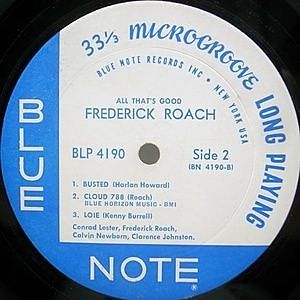 33⅓ MICROGROOVE LONG PLAYING
BLUE NOTE RECORDS INC • NEW YORK USA
ALL THAT'S GOOD
FREDERICK ROACH
BLP 4190
Side 2
(BN 4190-B)
1. BUSTED (Harlan Howard)
2. CLOUD 788 (Roach)
BLUE HORIZON MUSIC - BMI
3. LOIE (Kenny Burrell)
Conrad Lester, Frederick Roach,
Calvin Newborn, Clarence Johnston.
BLUE
NOTE